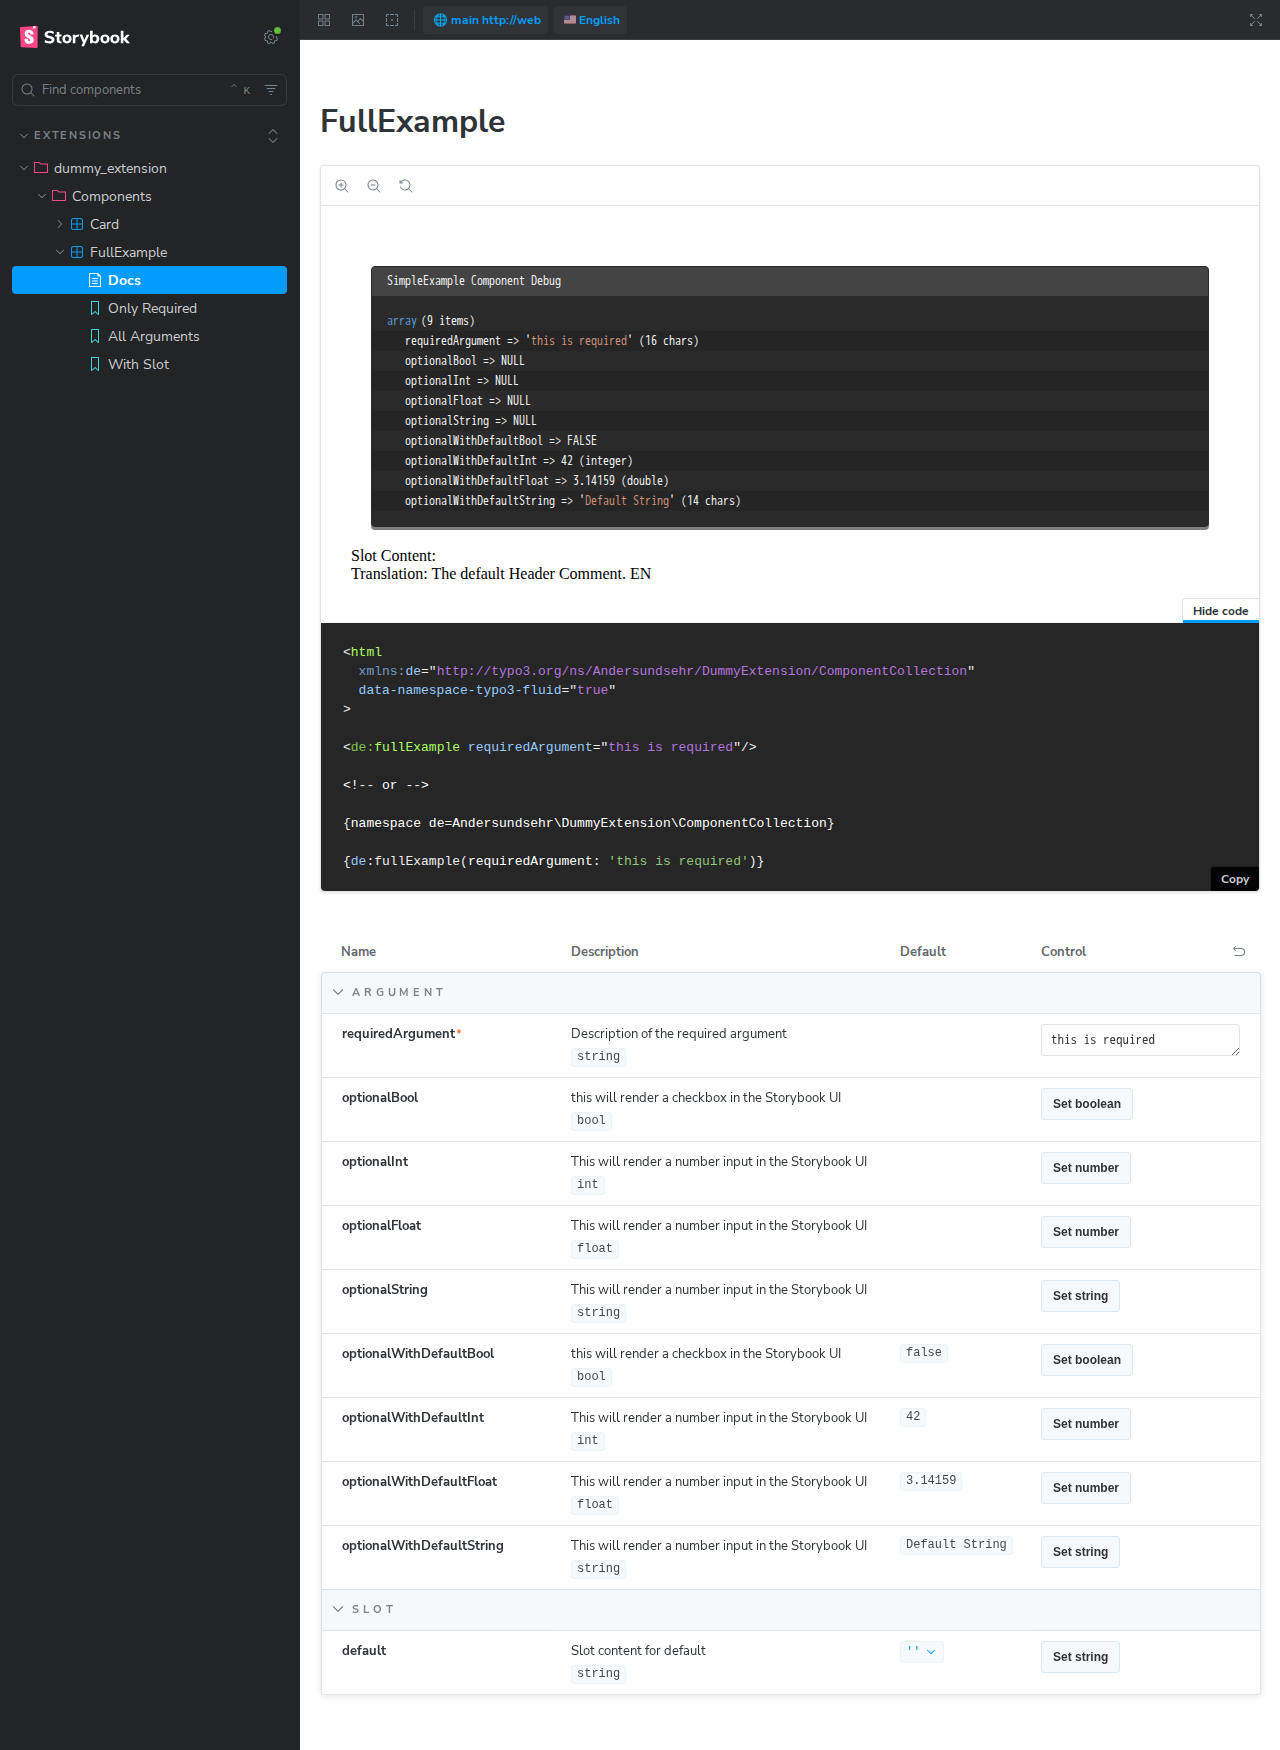 Storybook
Find components
^ K
EXTENSIONS
dummy_extension
Components
Card
FullExample
Docs
Only Required
All Arguments
With Slot
main http://web
English
FullExample
SimpleExample Component Debug
array (9 items)
requiredArgument => 'this is required' (16 chars)
optionalBool => NULL
optionalInt => NULL
optionalFloat => NULL
optionalString => NULL
optionalWithDefaultBool => FALSE
optionalWithDefaultInt => 42 (integer)
optionalWithDefaultFloat => 3.14159 (double)
optionalWithDefaultString => 'Default String' (14 chars)
Slot Content:
Translation: The default Header Comment. EN
Hide code
<html
xmlns:de="http://typo3.org/ns/Andersundsehr/DummyExtension/ComponentCollection"
data-namespace-typo3-fluid="true"
>
<de:fullExample requiredArgument="this is required"/>
<!-- or -->
{namespace de=Andersundsehr\DummyExtension\ComponentCollection}
{de:fullExample(requiredArgument: 'this is required')}
Copy
Name Description Default Control
ARGUMENT
requiredArgument* Description of the required argument this is required
string
optionalBool this will render a checkbox in the Storybook UI Set boolean
bool
optionalInt This will render a number input in the Storybook UI Set number
int
optionalFloat This will render a number input in the Storybook UI Set number
float
optionalString This will render a number input in the Storybook UI Set string
string
optionalWithDefaultBool this will render a checkbox in the Storybook UI false Set boolean
bool
optionalWithDefaultInt This will render a number input in the Storybook UI 42 Set number
int
optionalWithDefaultFloat This will render a number input in the Storybook UI 3.14159 Set number
float
optionalWithDefaultString This will render a number input in the Storybook UI Default String Set string
string
SLOT
default Slot content for default '' Set string
string